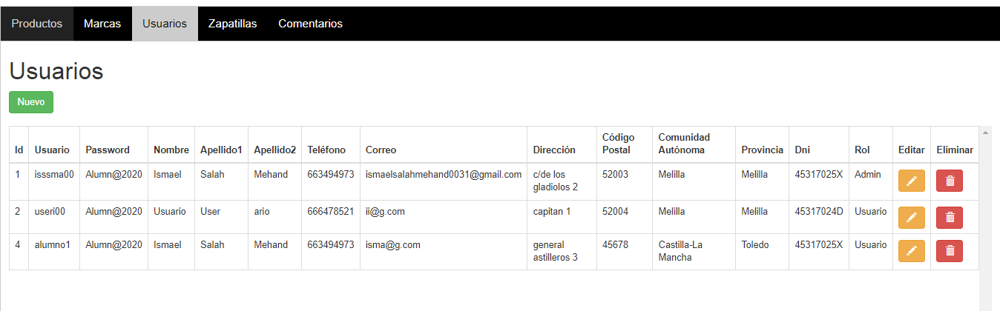 Productos Marcas Usuarios Zapatillas Comentarios
Usuarios
Nuevo
Id Usuario Password Nombre Apellido1 Apellido2 Teléfono Correo Dirección Código Postal Comunidad Autónoma Provincia Dni Rol Editar Eliminar
1 isssma00 Alumn@2020 Ismael Salah Mehand 663494973 ismaelsalahmehand0031@gmail.com c/de los gladiolos 2 52003 Melilla Melilla 45317025X Admin
2 useri00 Alumn@2020 Usuario User ario 666478521 ii@g.com capitan 1 52004 Melilla Melilla 45317024D Usuario
4 alumno1 Alumn@2020 Ismael Salah Mehand 663494973 isma@g.com general astilleros 3 45678 Castilla-La Mancha Toledo 45317025X Usuario